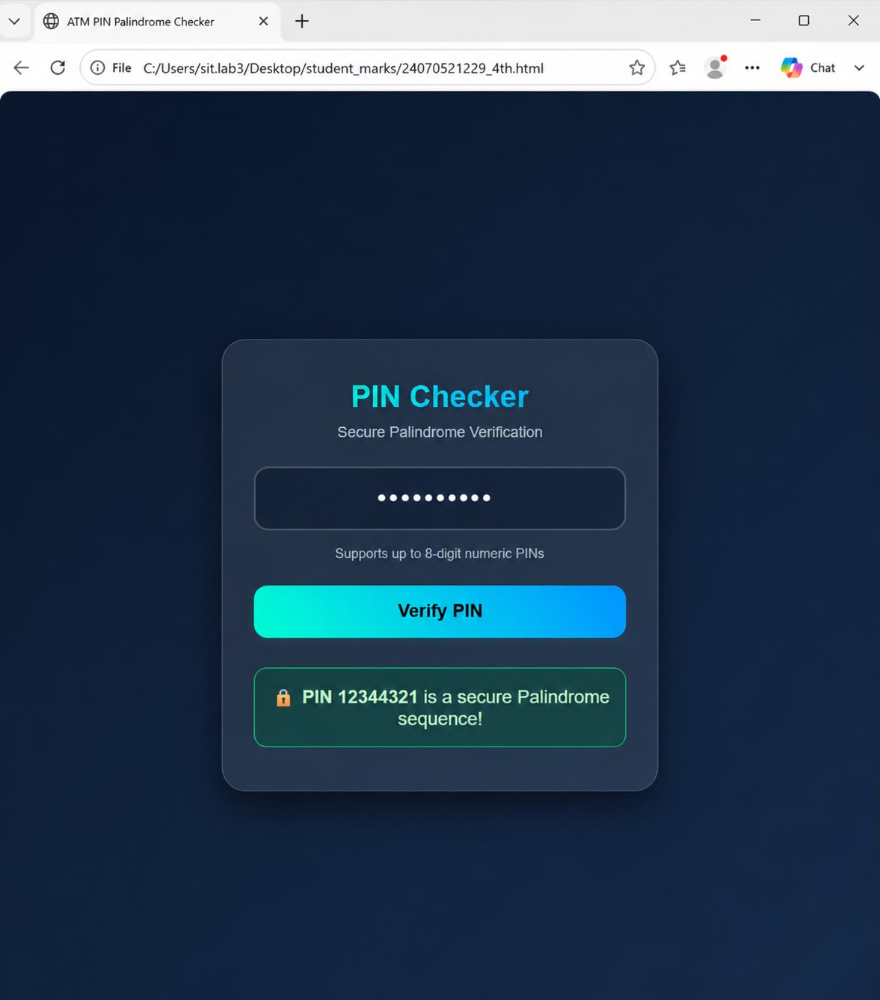 ATM PIN Palindrome Checker
File C:/Users/sit.lab3/Desktop/student_marks/24070521229_4th.html
Chat
PIN Checker
Secure Palindrome Verification
••••••••••
Supports up to 8-digit numeric PINs
Verify PIN
🔒 PIN 12344321 is a secure Palindrome
sequence!